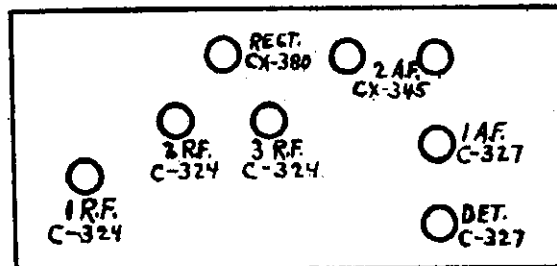 RECT.
CX-380
2 A.F.
CX-345
2 R.F.
C-324
3 R.F.
C-324
1 A.F.
C-327
1 R.F.
C-324
DET.
C-327